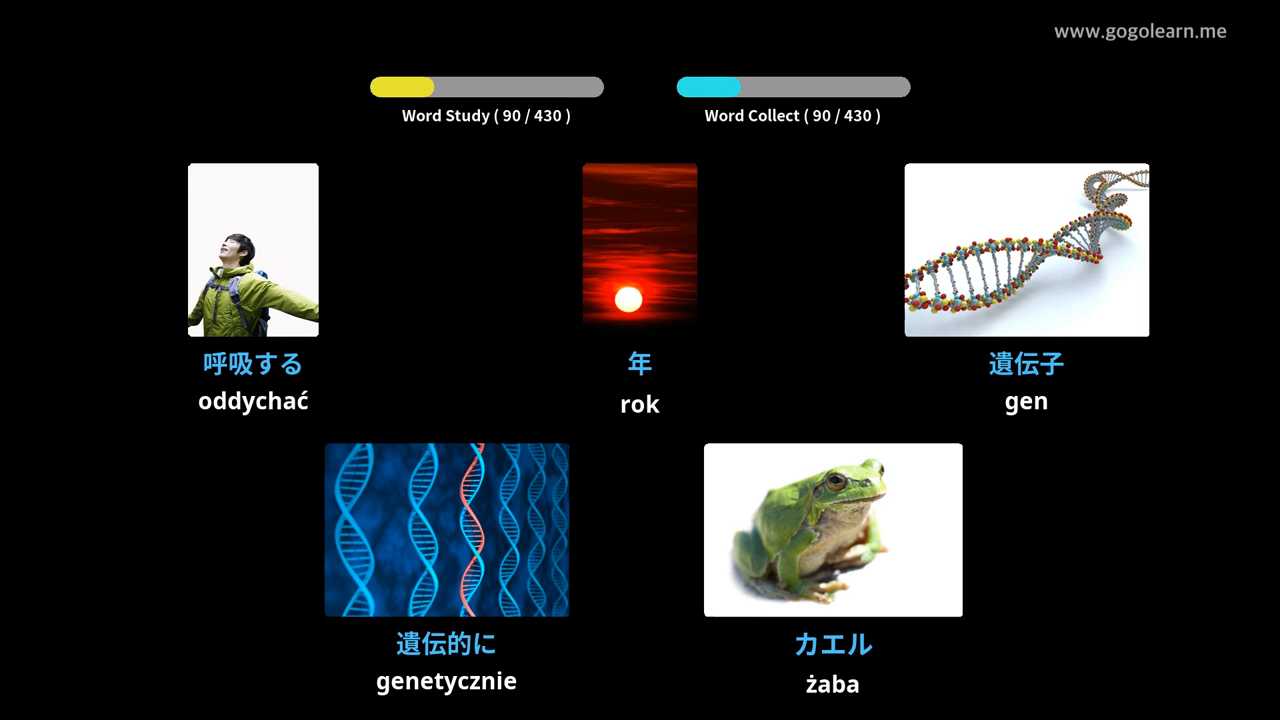 www.gogolearn.me
Word Study ( 90 / 430 )
Word Collect ( 90 / 430 )
呼吸する
oddychać
年
rok
遺伝子
gen
遺伝的に
genetycznie
カエル
żaba